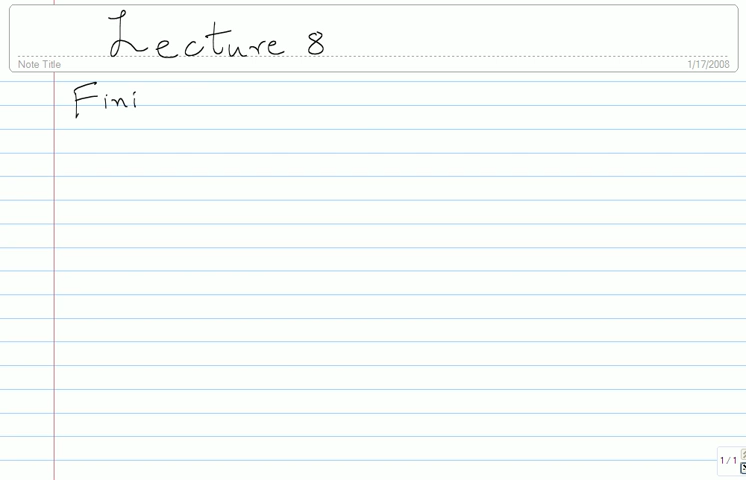 Lecture 8
Note Title
1/17/2008
Fini
1 / 1